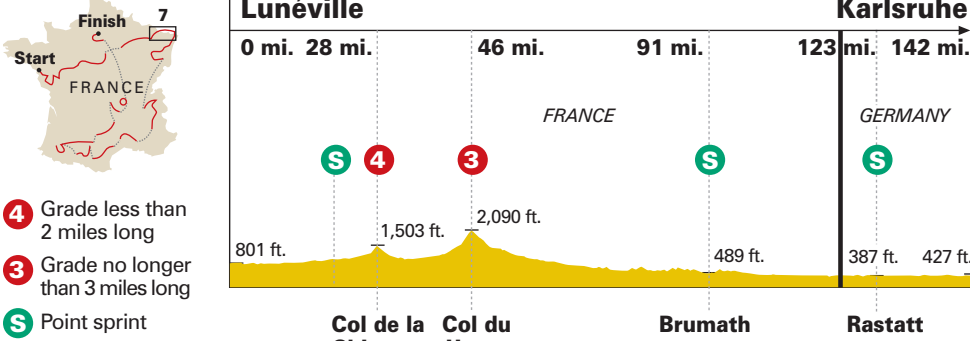 7
Finish
Start
FRANCE
4 Grade less than
2 miles long
3 Grade no longer
than 3 miles long
S Point sprint
Lunéville Karlsruhe
0 mi. 28 mi. 46 mi. 91 mi. 123 mi. 142 mi.
FRANCE GERMANY
S 4 3 S S
801 ft. 1,503 ft. 2,090 ft. 489 ft. 387 ft. 427 ft.
Col de la Col du Brumath Rastatt